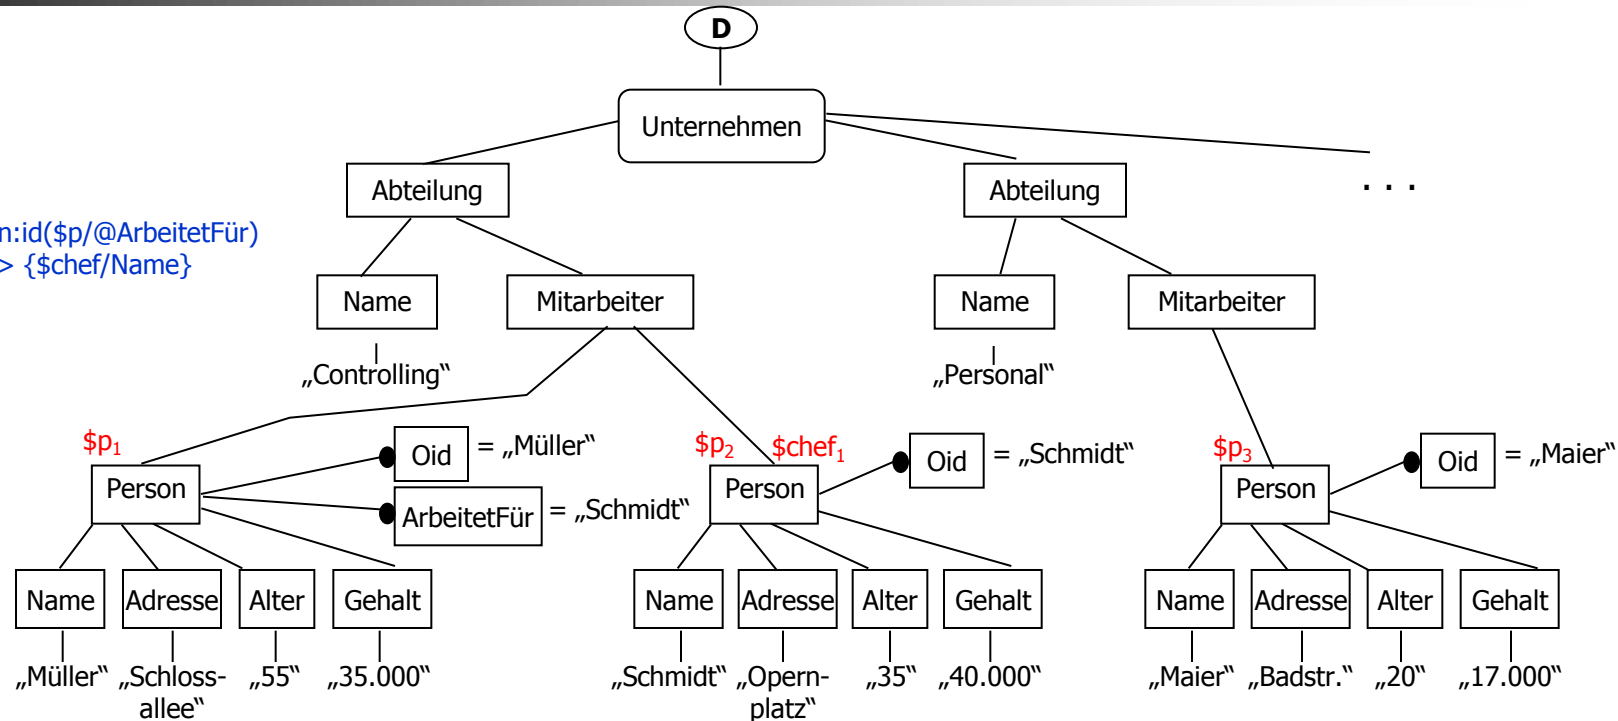 D
Unternehmen
Abteilung
Abteilung
. . .
n:id($p/@ArbeitetFür)
> {$chef/Name}
Name
Mitarbeiter
Name
Mitarbeiter
„Controlling“
„Personal“
$p1
Oid = „Müller“
$p2
$chef1
Oid = „Schmidt“
$p3
Oid = „Maier“
Person
ArbeitetFür = „Schmidt“
Person
Person
Name Adresse Alter Gehalt
Name Adresse Alter Gehalt
Name Adresse Alter Gehalt
„Müller“ „Schloss- „55“ „35.000“
allee“
„Schmidt“ „Opern- „35“ „40.000“
platz“
„Maier“ „Badstr.“ „20“ „17.000“